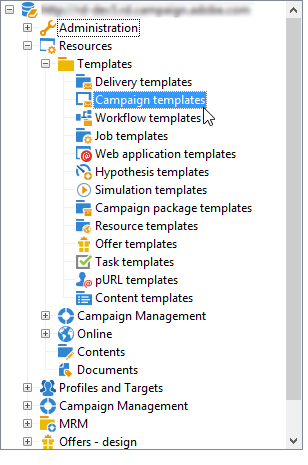 Administration
Resources
Templates
Delivery templates
Campaign templates
Workflow templates
Job templates
Web application templates
Hypothesis templates
Simulation templates
Campaign package templates
Resource templates
Offer templates
Task templates
pURL templates
Content templates
Campaign Management
Online
Contents
Documents
Profiles and Targets
Campaign Management
MRM
Offers - design